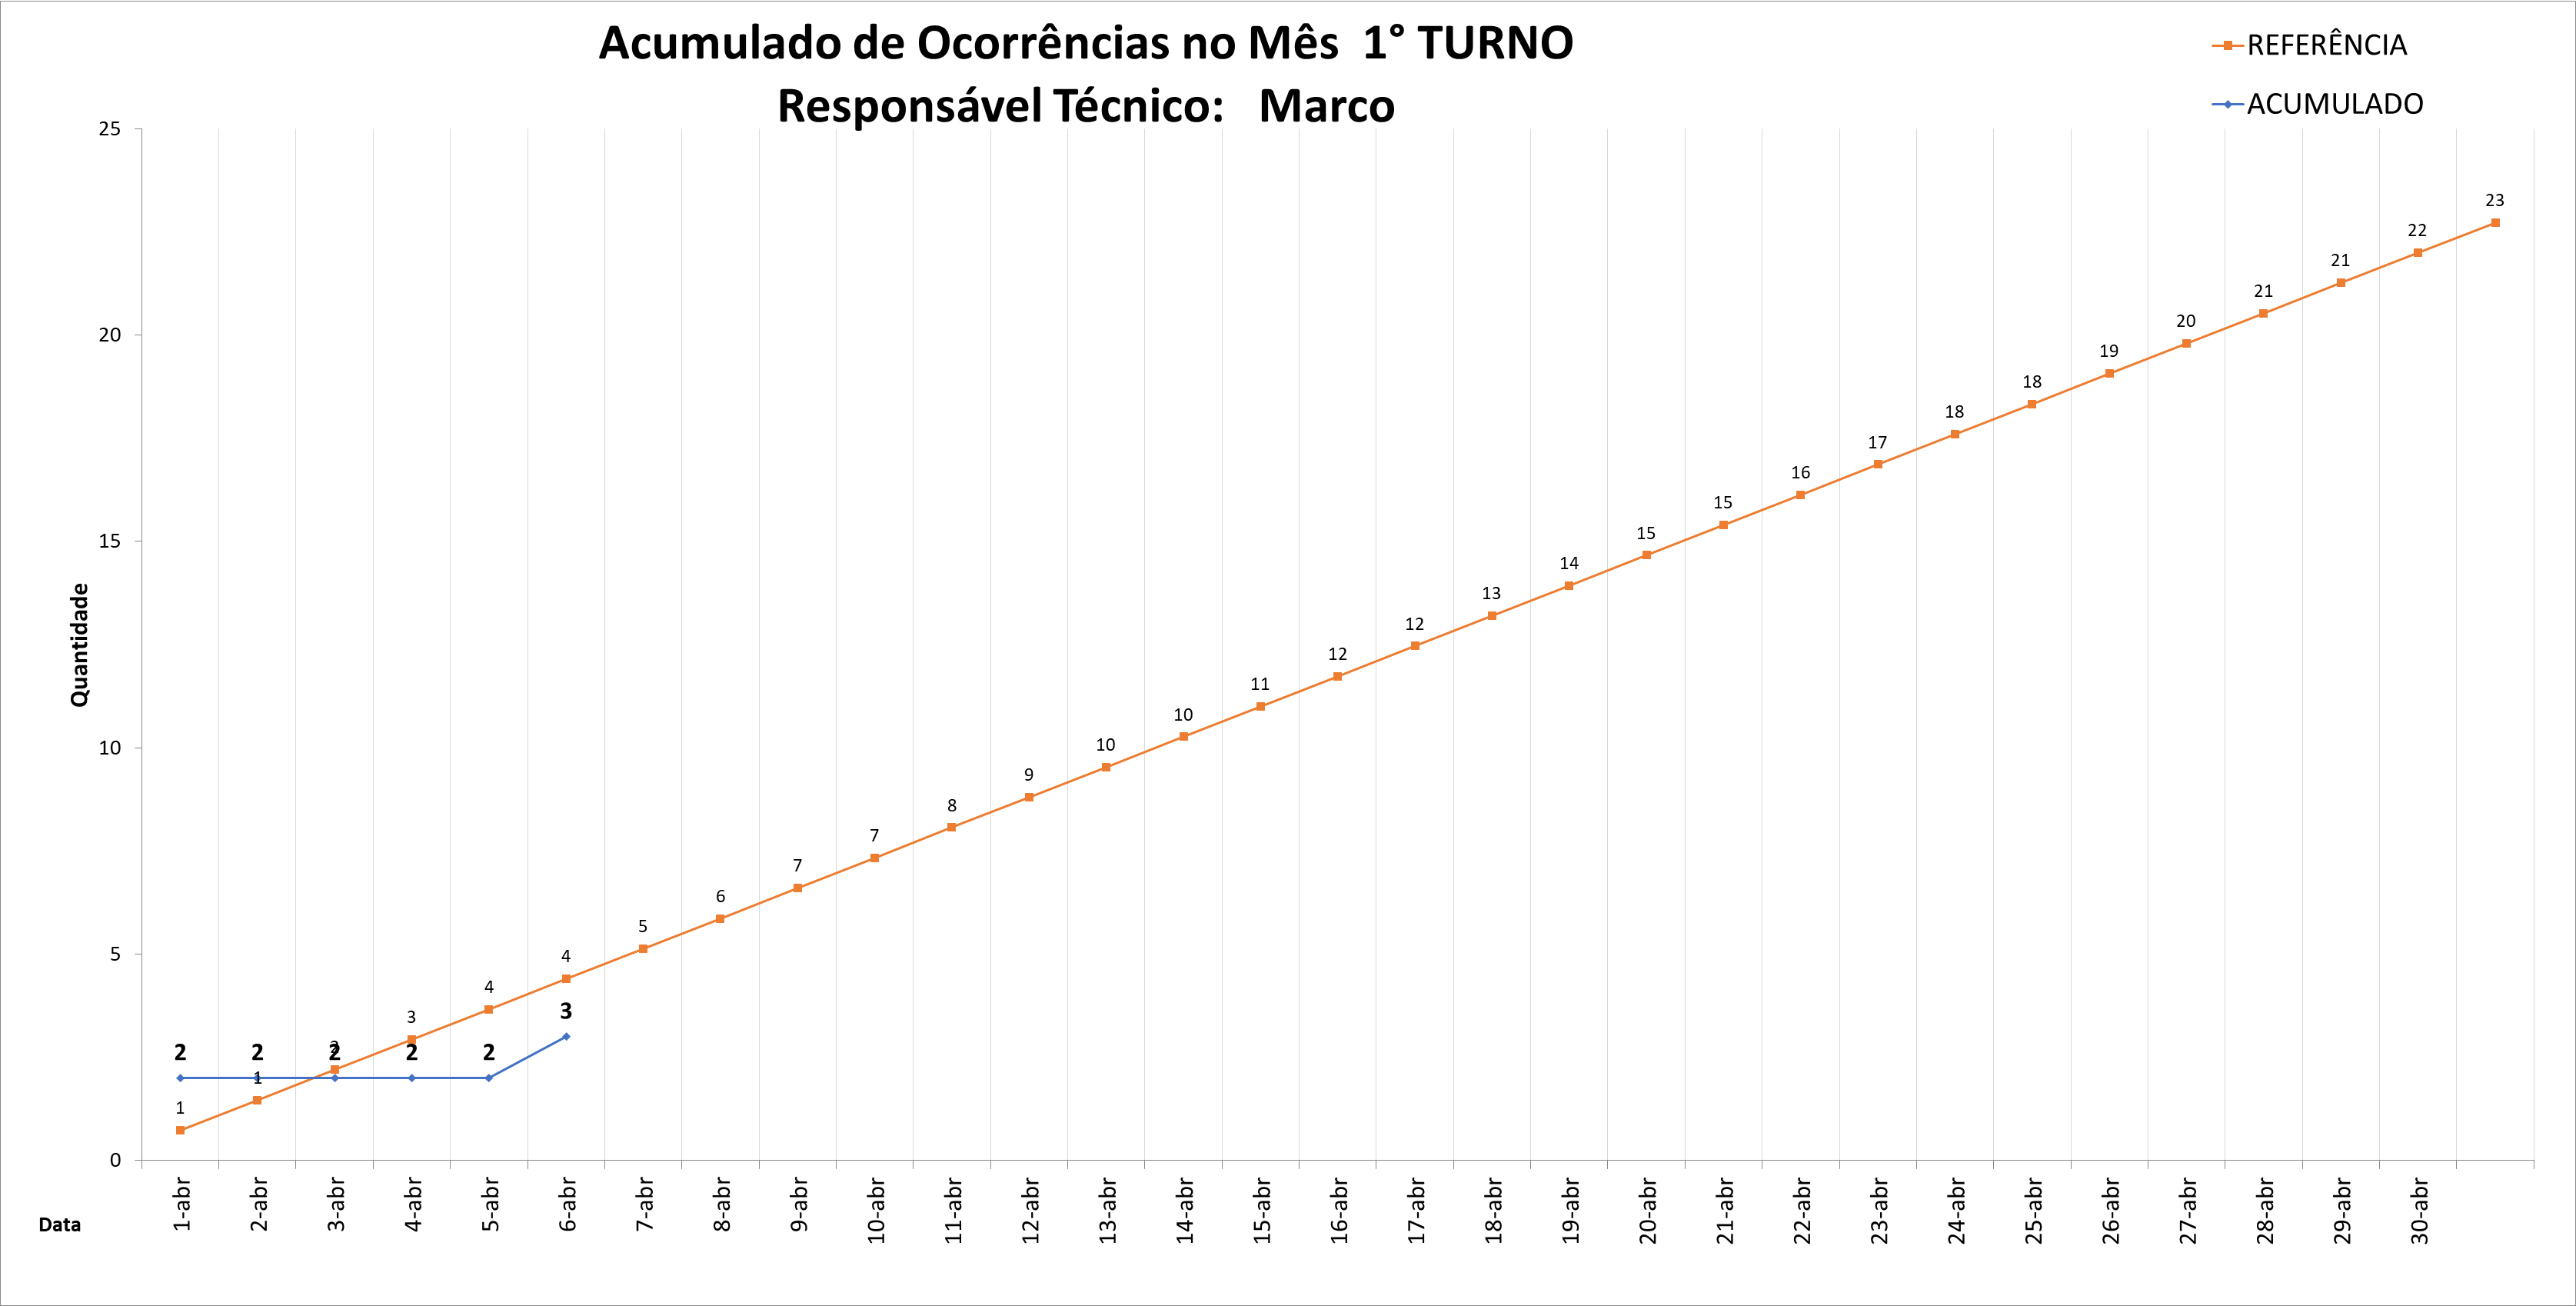 Acumulado de Ocorrências no Mês 1° TURNO
Responsável Técnico: Marco
REFERÊNCIA
ACUMULADO
25
20
15
10
5
0
Quantidade
1 1 2 3 4 4 5 6 7 7 8 9 10 10 11 12 12 13 14 15 15 16 17 18 18 19 20 21 21 22 23
2 2 2 2 2 3
Data
1-abr 2-abr 3-abr 4-abr 5-abr 6-abr 7-abr 8-abr 9-abr 10-abr 11-abr 12-abr 13-abr 14-abr 15-abr 16-abr 17-abr 18-abr 19-abr 20-abr 21-abr 22-abr 23-abr 24-abr 25-abr 26-abr 27-abr 28-abr 29-abr 30-abr